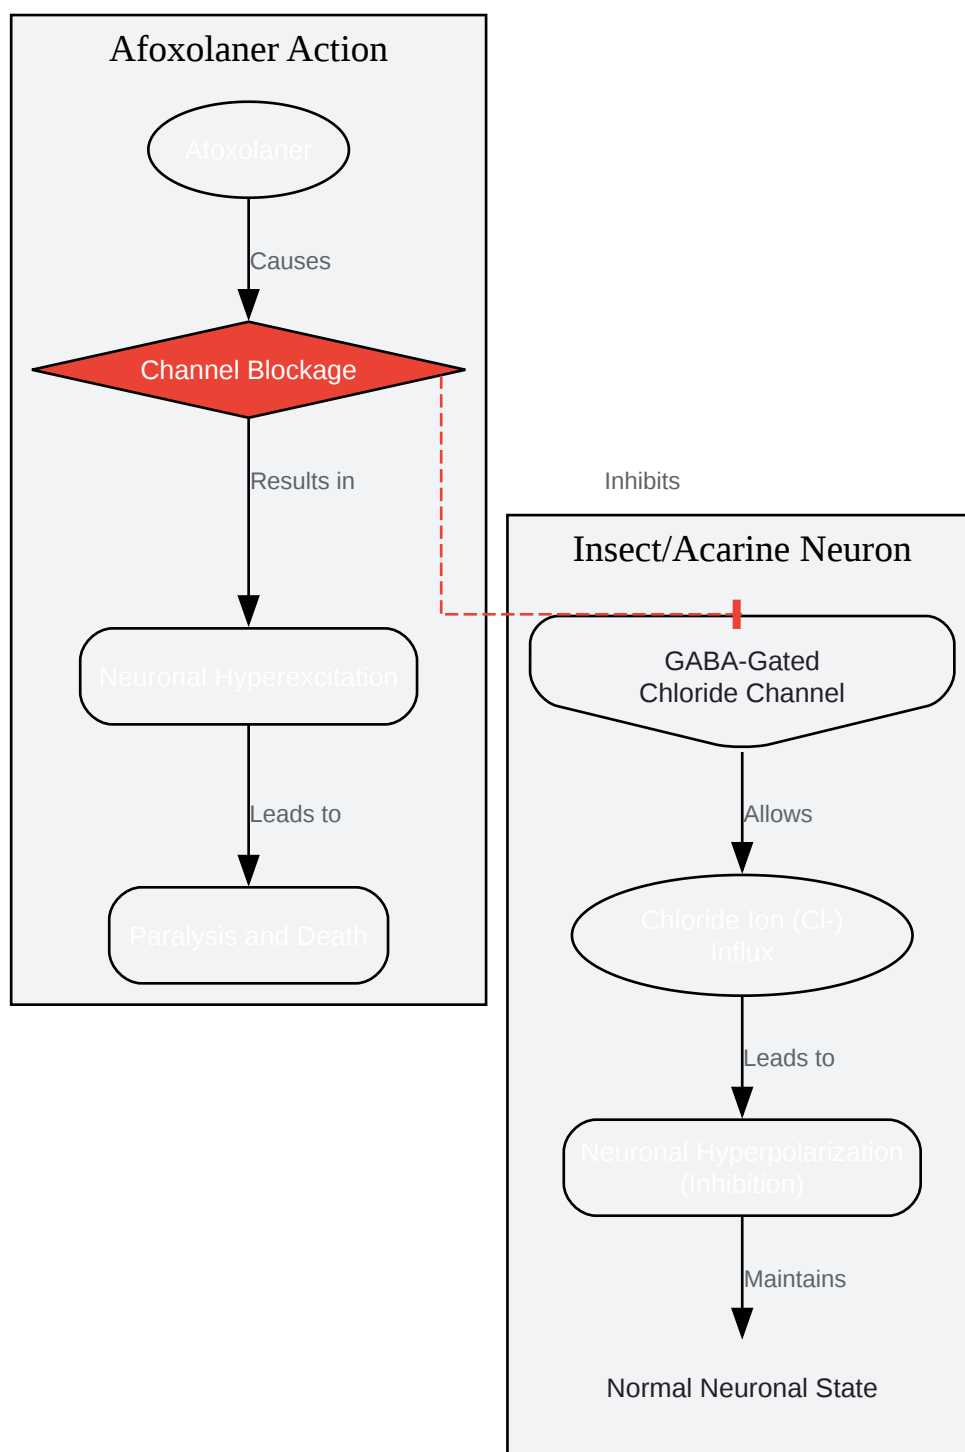 Afoxolaner Action
Afoxolaner
Causes
Channel Blockage
Results in
Neuronal Hyperexcitation
Leads to
Paralysis and Death
Inhibits
Insect/Acarine Neuron
GABA-Gated
Chloride Channel
Allows
Chloride Ion (Cl-)
Influx
Leads to
Neuronal Hyperpolarization
(Inhibition)
Maintains
Normal Neuronal State